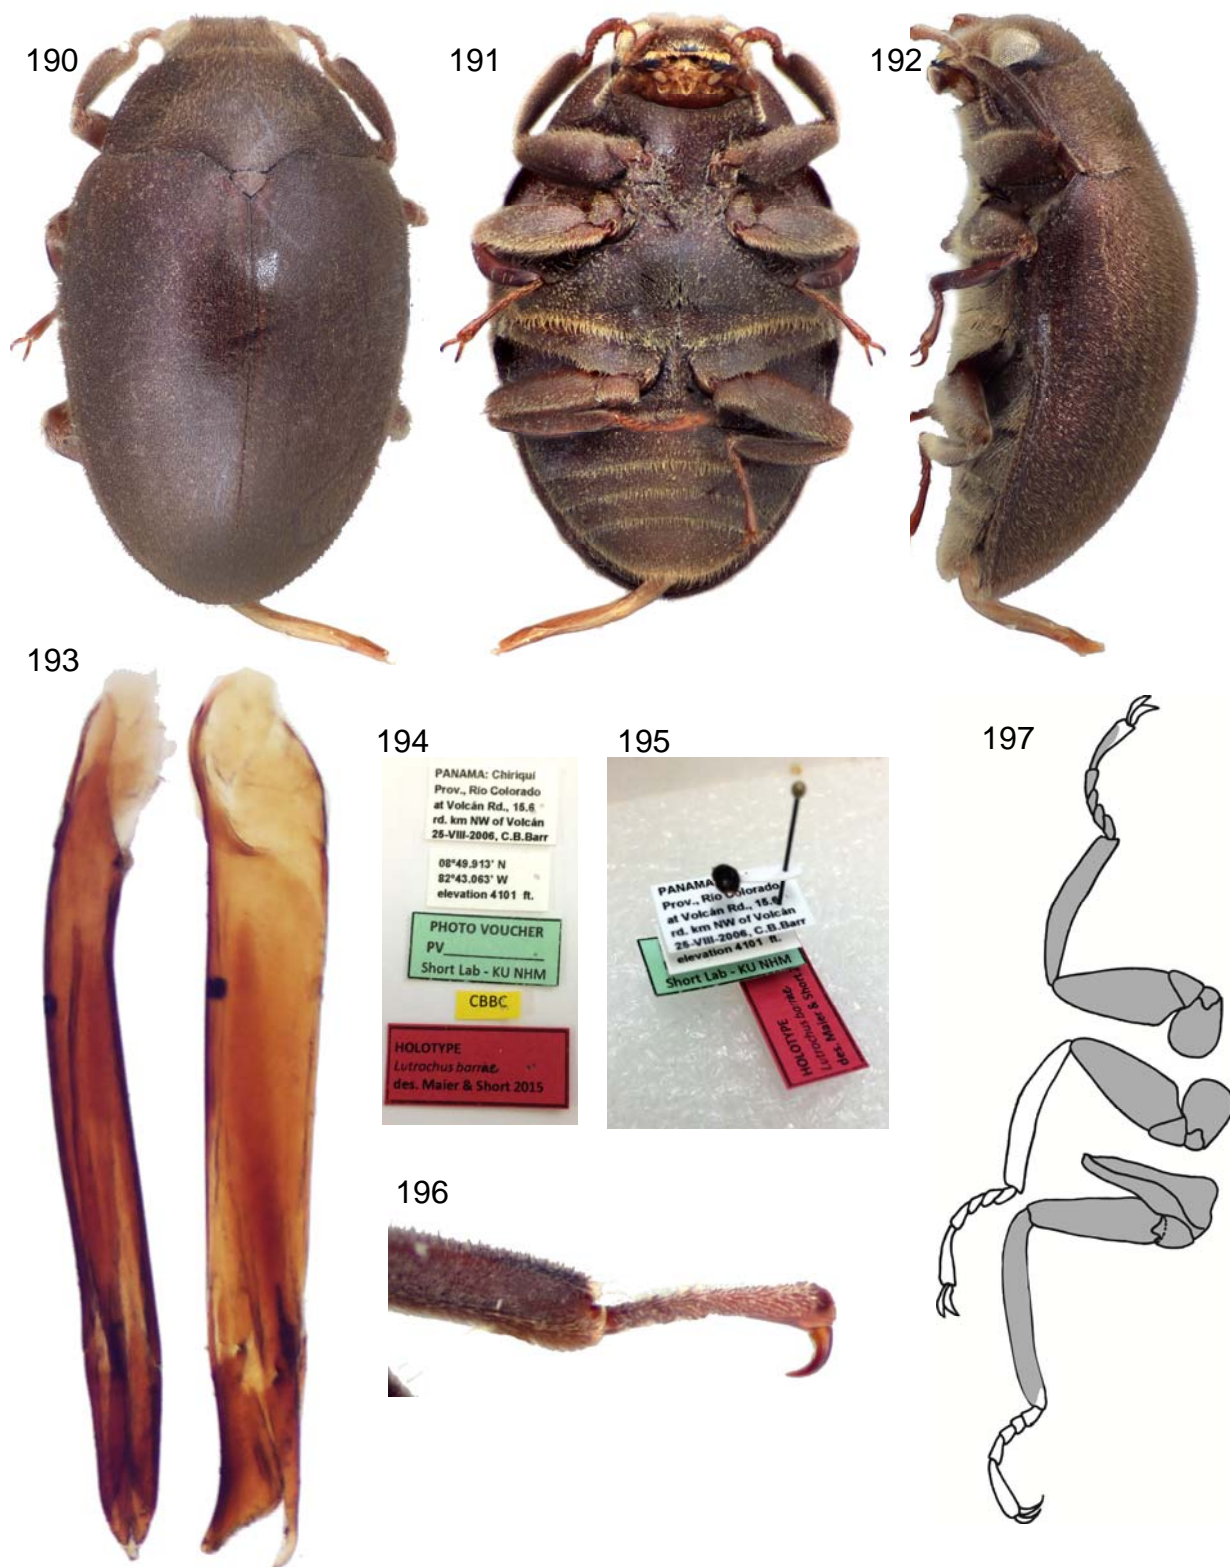 190
191
192
193
194
195
197
PANAMA: Chiriquí
Prov., Río Colorado
at Volcán Rd., 15.6
rd. km NW of Volcán
25-VIII-2006, C.B.Barr
08°49.913' N
82°43.063' W
elevation 4101 ft.
PHOTO VOUCHER
PV
Short Lab - KU NHM
CBBC
HOLOTYPE
Lutrochus barrae
des. Maier & Short 2015
PANAMA:
Prov., Río Colorado
at Volcán Rd., 15.6
rd. km NW of Volcán
25-VIII-2006, C.B.Barr
elevation 4101 ft.
Short Lab - KU NHM
HOLOTYPE
Lutrochus barrae
des. Maier & Short
196